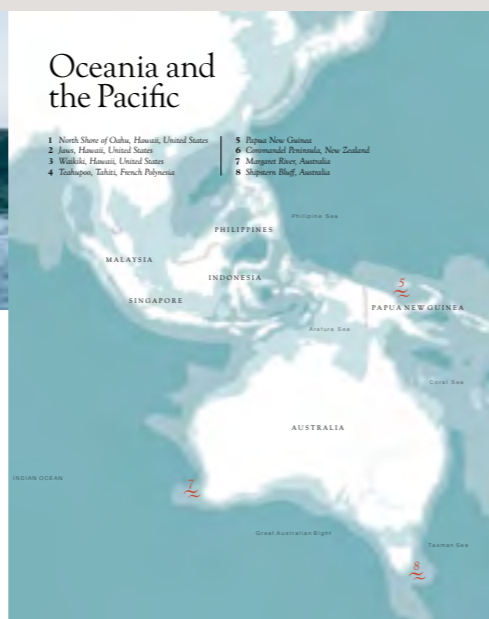 Oceania and
the Pacific
1 North Shore of Oahu, Hawaii, United States
2 Jaws, Hawaii, United States
3 Waikiki, Hawaii, United States
4 Teahupoo, Tahiti, French Polynesia
5 Papua New Guinea
6 Commandel Peninsula, New Zealand
7 Margaret River, Australia
8 Shipstern Bluff, Australia
Philipine Sea
PHILIPPINES
MALAYSIA
INDONESIA
SINGAPORE
5
PAPUA NEW GUINEA
Arafura Sea
Coral Sea
AUSTRALIA
INDIAN OCEAN
7
Great Australian Bight
Tasman Sea
8